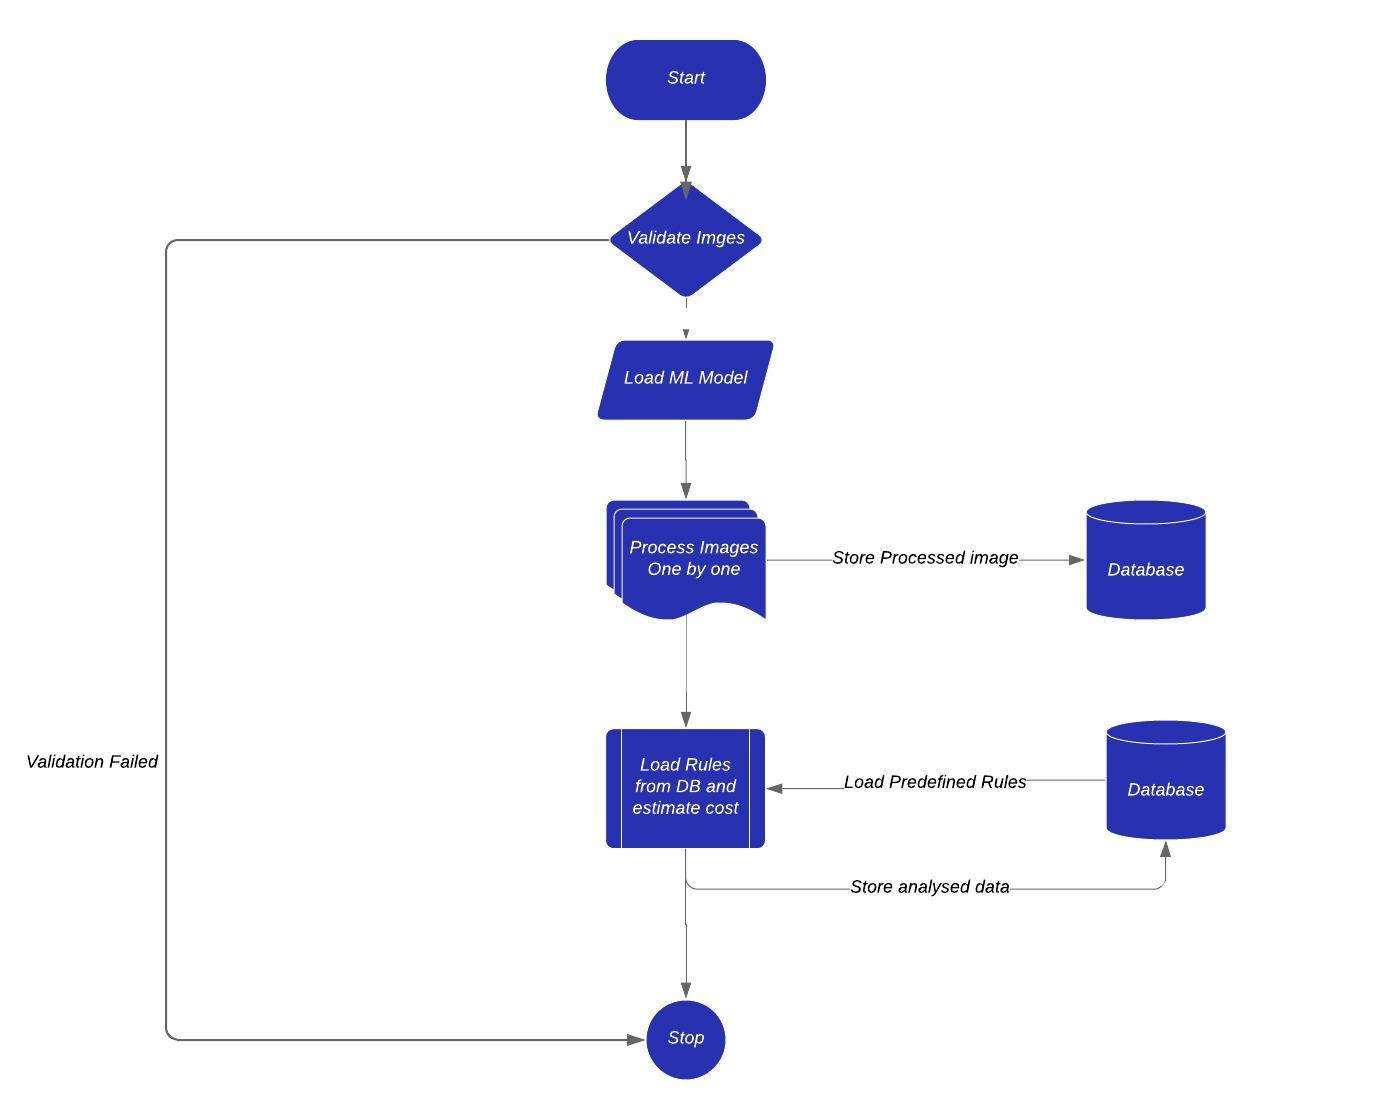 Start
Validate Imges
Load ML Model
Process Images
One by one
Store Processed image
Database
Validation Failed
Load Rules
from DB and
estimate cost
Load Predefined Rules
Database
Store analysed data
Stop